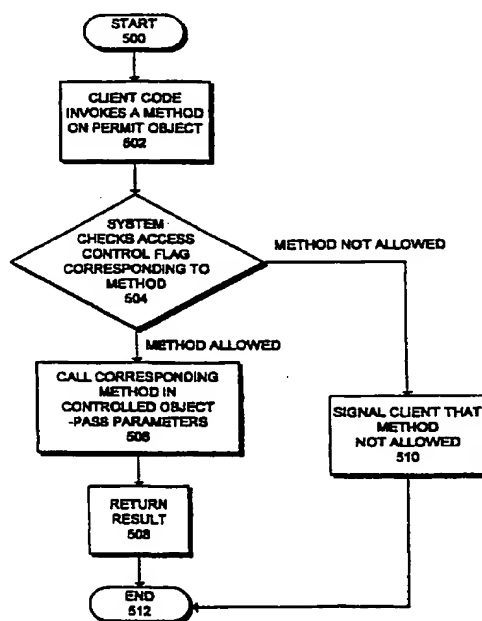 START
500
CLIENT CODE
INVOKES A METHOD
ON PERMIT OBJECT
502
SYSTEM
CHECKS ACCESS
CONTROL FLAG
CORRESPONDING TO
METHOD
504
METHOD NOT ALLOWED
METHOD ALLOWED
CALL CORRESPONDING
METHOD IN
CONTROLLED OBJECT
-PASS PARAMETERS
506
SIGNAL CLIENT THAT
METHOD
NOT ALLOWED
510
RETURN
RESULT
508
END
512